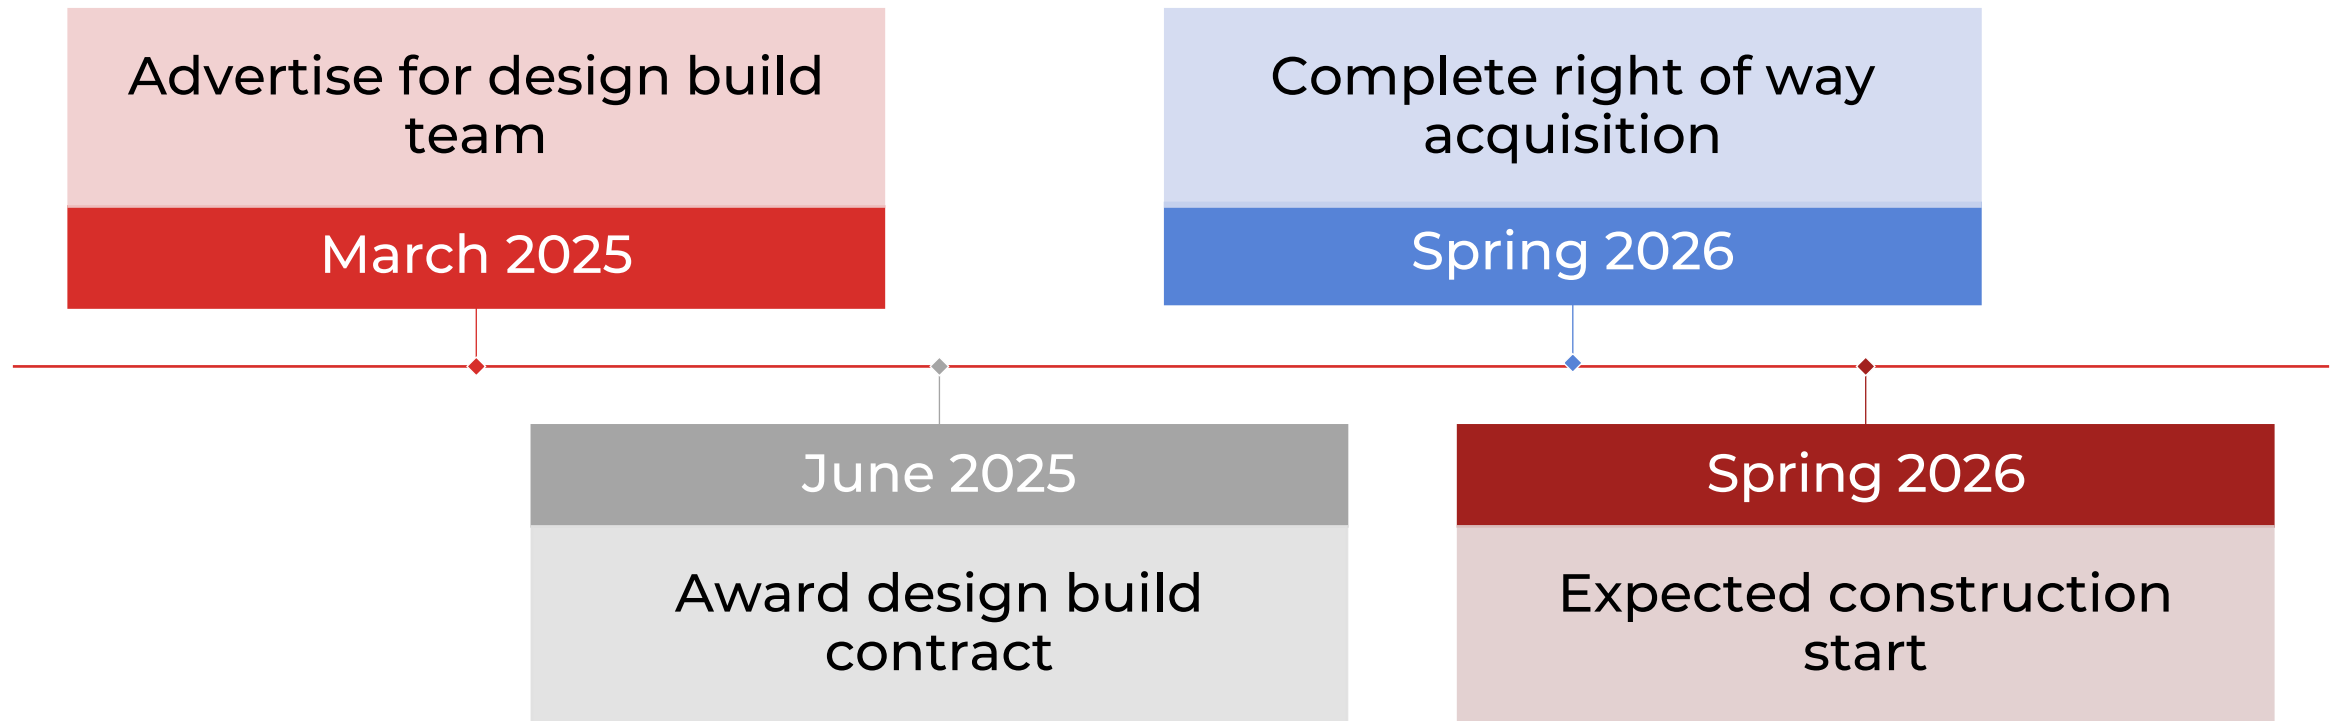 Advertise for design build
team
March 2025
June 2025
Award design build
contract
Complete right of way
acquisition
Spring 2026
Spring 2026
Expected construction
start